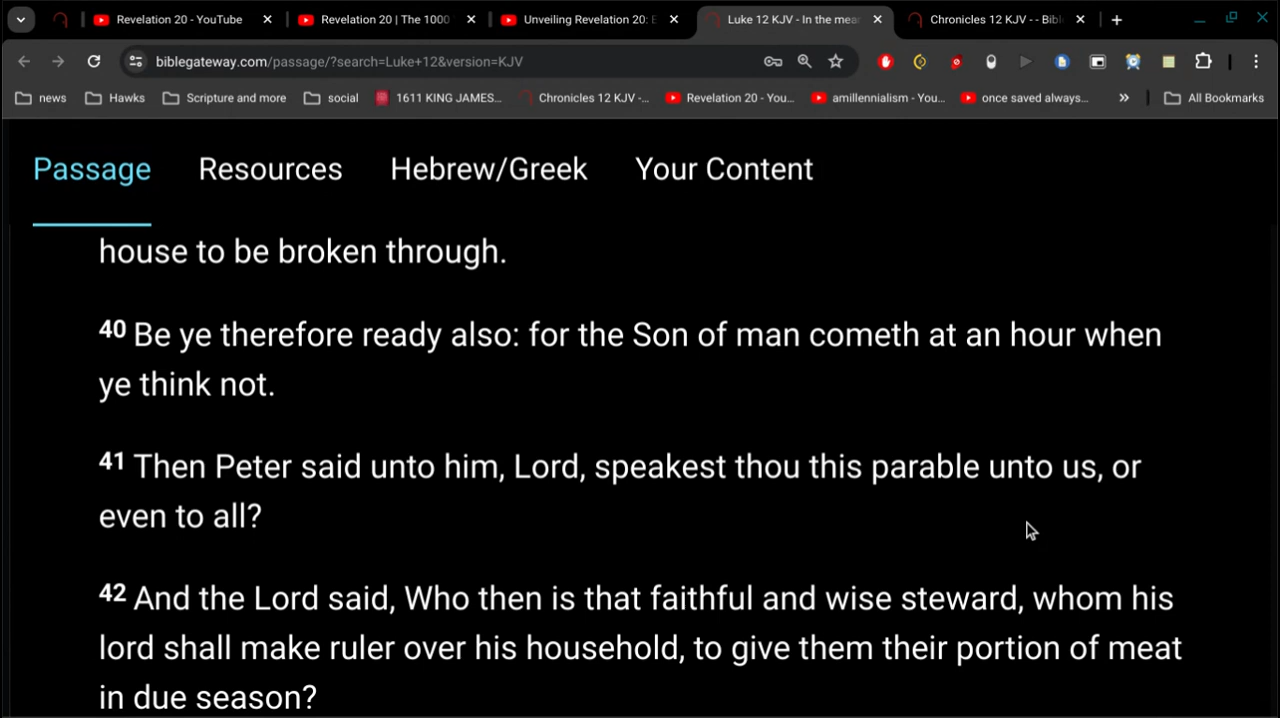 Revelation 20 - YouTube
Revelation 20 | The 1000
Unveiling Revelation 20:
Luke 12 KJV - In the mear
Chronicles 12 KJV - - Bibl
biblegateway.com/passage/?search=Luke+12&version=KJV
news
Hawks
Scripture and more
social
1611 KING JAMES...
Chronicles 12 KJV -...
Revelation 20 - You...
amillennialism - You...
once saved always...
»
All Bookmarks
Passage
Resources
Hebrew/Greek
Your Content
house to be broken through.
40 Be ye therefore ready also: for the Son of man cometh at an hour when
ye think not.
41 Then Peter said unto him, Lord, speakest thou this parable unto us, or
even to all?
42 And the Lord said, Who then is that faithful and wise steward, whom his
lord shall make ruler over his household, to give them their portion of meat
in due season?